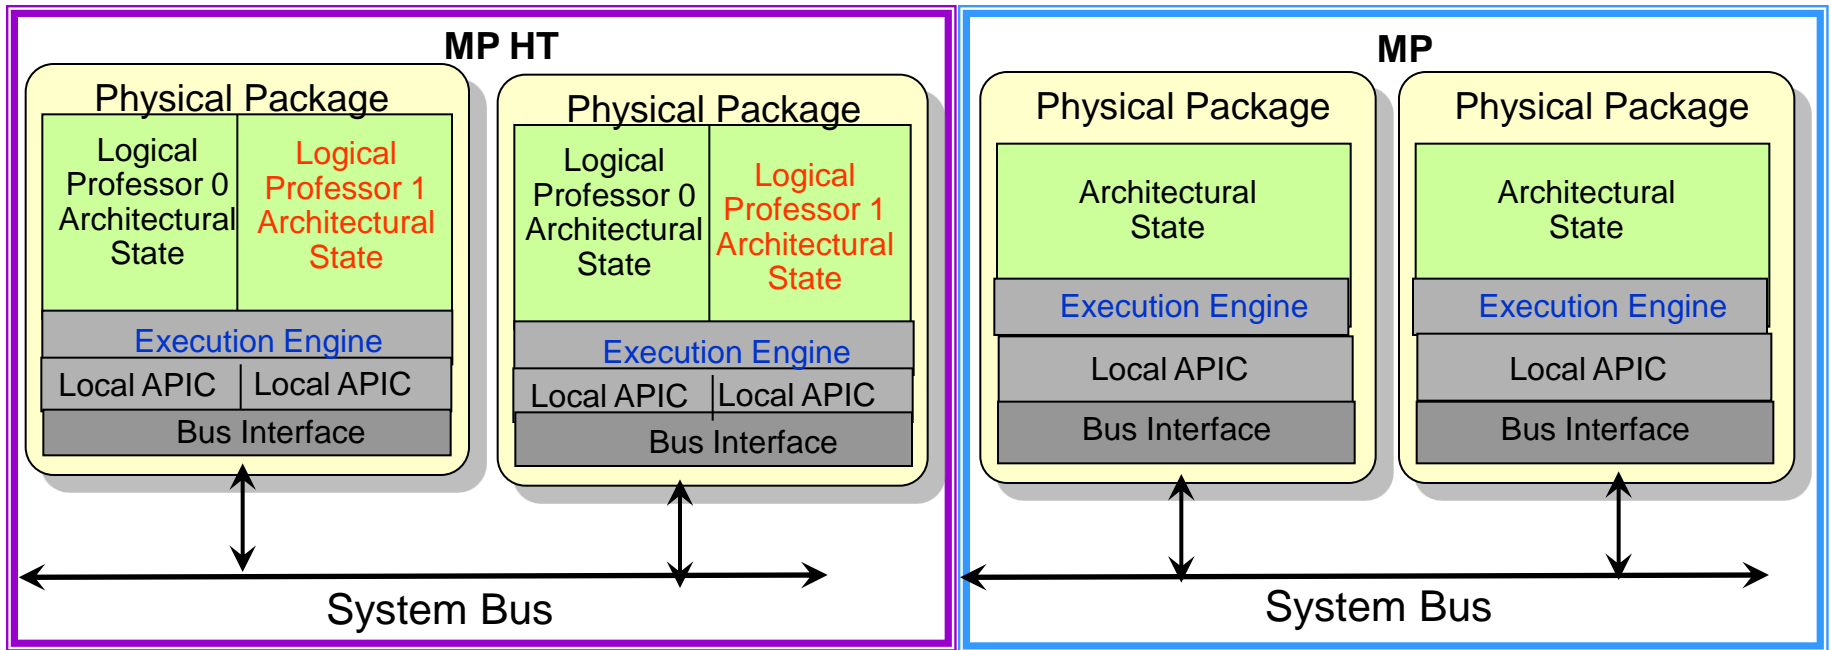 MP HT
Physical Package
Logical
Professor 0
Architectural
State
Logical
Professor 1
Architectural
State
Execution Engine
Local APIC
Local APIC
Bus Interface
Physical Package
Logical
Professor 0
Architectural
State
Logical
Professor 1
Architectural
State
Execution Engine
Local APIC
Local APIC
Bus Interface
System Bus
MP
Physical Package
Architectural
State
Execution Engine
Local APIC
Bus Interface
Physical Package
Architectural
State
Execution Engine
Local APIC
Bus Interface
System Bus